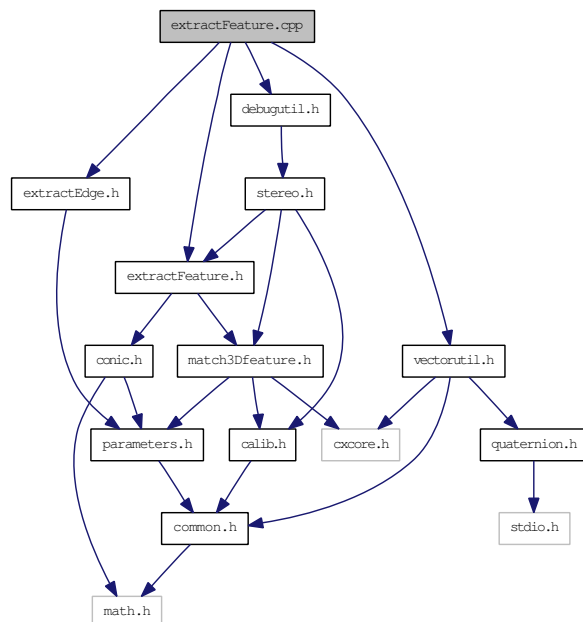 extractFeature.cpp
debugutil.h
extractEdge.h
stereo.h
extractFeature.h
conic.h
match3Dfeature.h
vectorutil.h
parameters.h
calib.h
cxcore.h
quaternion.h
common.h
stdio.h
math.h